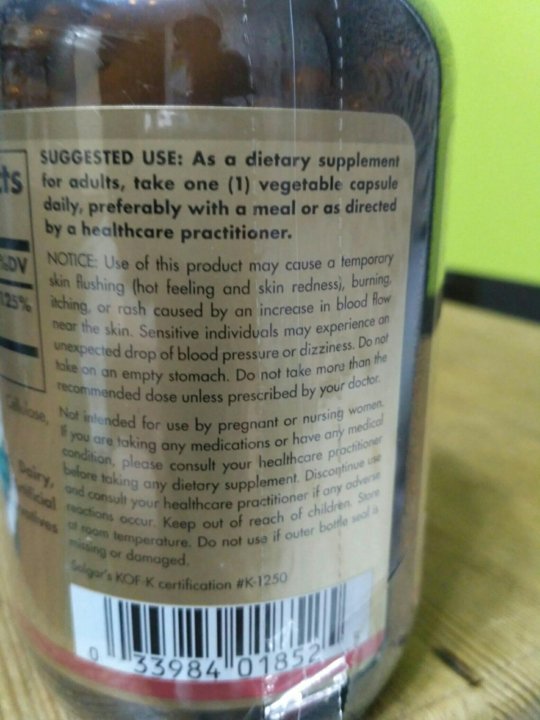 SUGGESTED USE: As a dietary supplement
for adults, take one (1) vegetable capsule
daily, preferably with a meal or as directed
by a healthcare practitioner.
NOTICE: Use of this product may cause a temporary
skin flushing (hot feeling and skin redness), burning,
itching, or rash caused by an increase in blood flow
near the skin. Sensitive individuals may experience an
unexpected drop of blood pressure or dizziness. Do not
take on an empty stomach. Do not take more than the
recommended dose unless prescribed by your doctor.
Not intended for use by pregnant or nursing women.
If you are taking any medications or have any medical
condition, please consult your healthcare practitioner
before taking any dietary supplement. Discontinue use
and consult your healthcare practitioner if any adverse
reactions occur. Keep out of reach of children. Store
at room temperature. Do not use if outer bottle seal is
missing or damaged.
Solgar's KOF-K certification #K-1250
0 33984 01852
cts
%DV
125%
Cellulose,
Dairy,